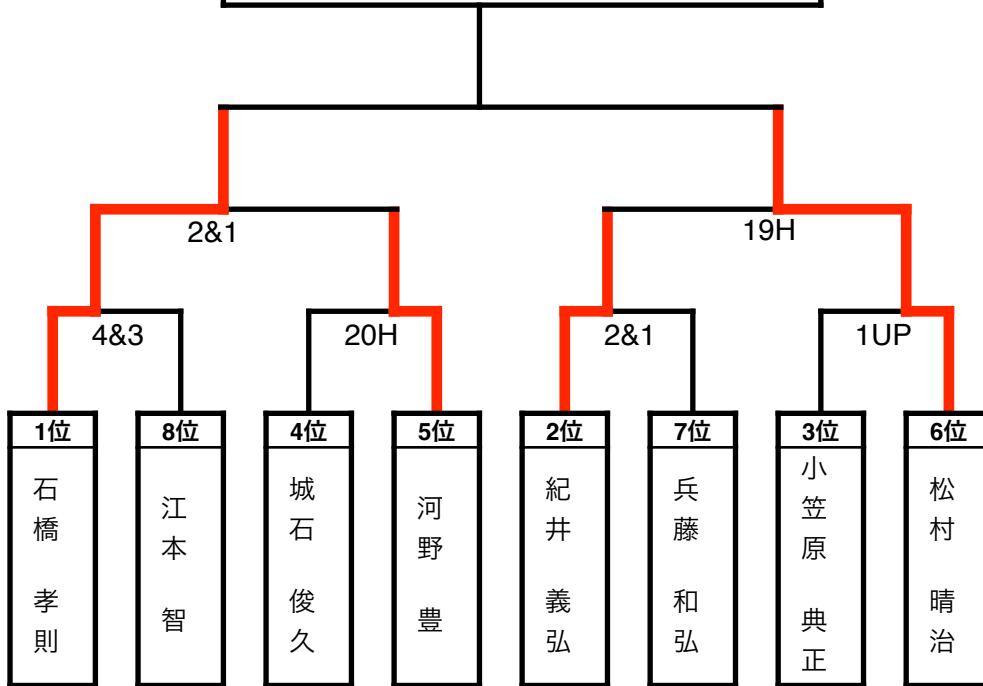 2&1
19H
4&3
20H
2&1
1UP
1位
8位
4位
5位
2位
7位
3位
6位
石橋 孝則
江本 智
城石 俊久
河野 豊
紀井 義弘
兵藤 和弘
小笠原 典正
松村 晴治